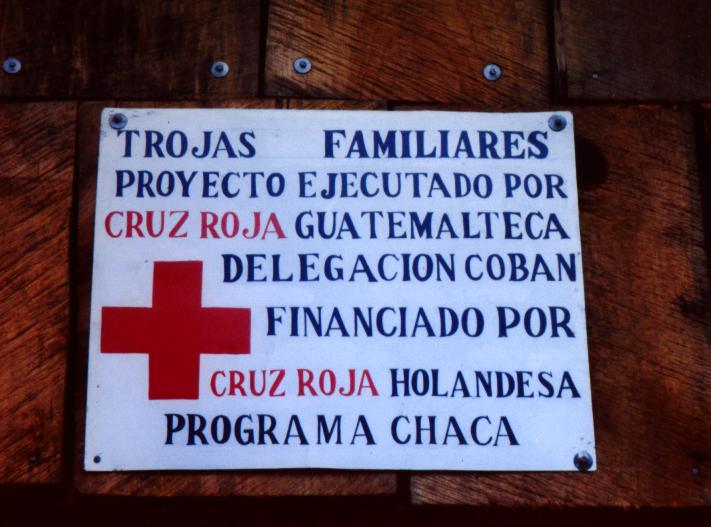 TROJAS FAMILIARES
PROYECTO EJECUTADO POR
CRUZ ROJA GUATEMALTECA
DELEGACION COBAN
FINANCIADO POR
CRUZ ROJA HOLANDESA
PROGRAMA CHACA